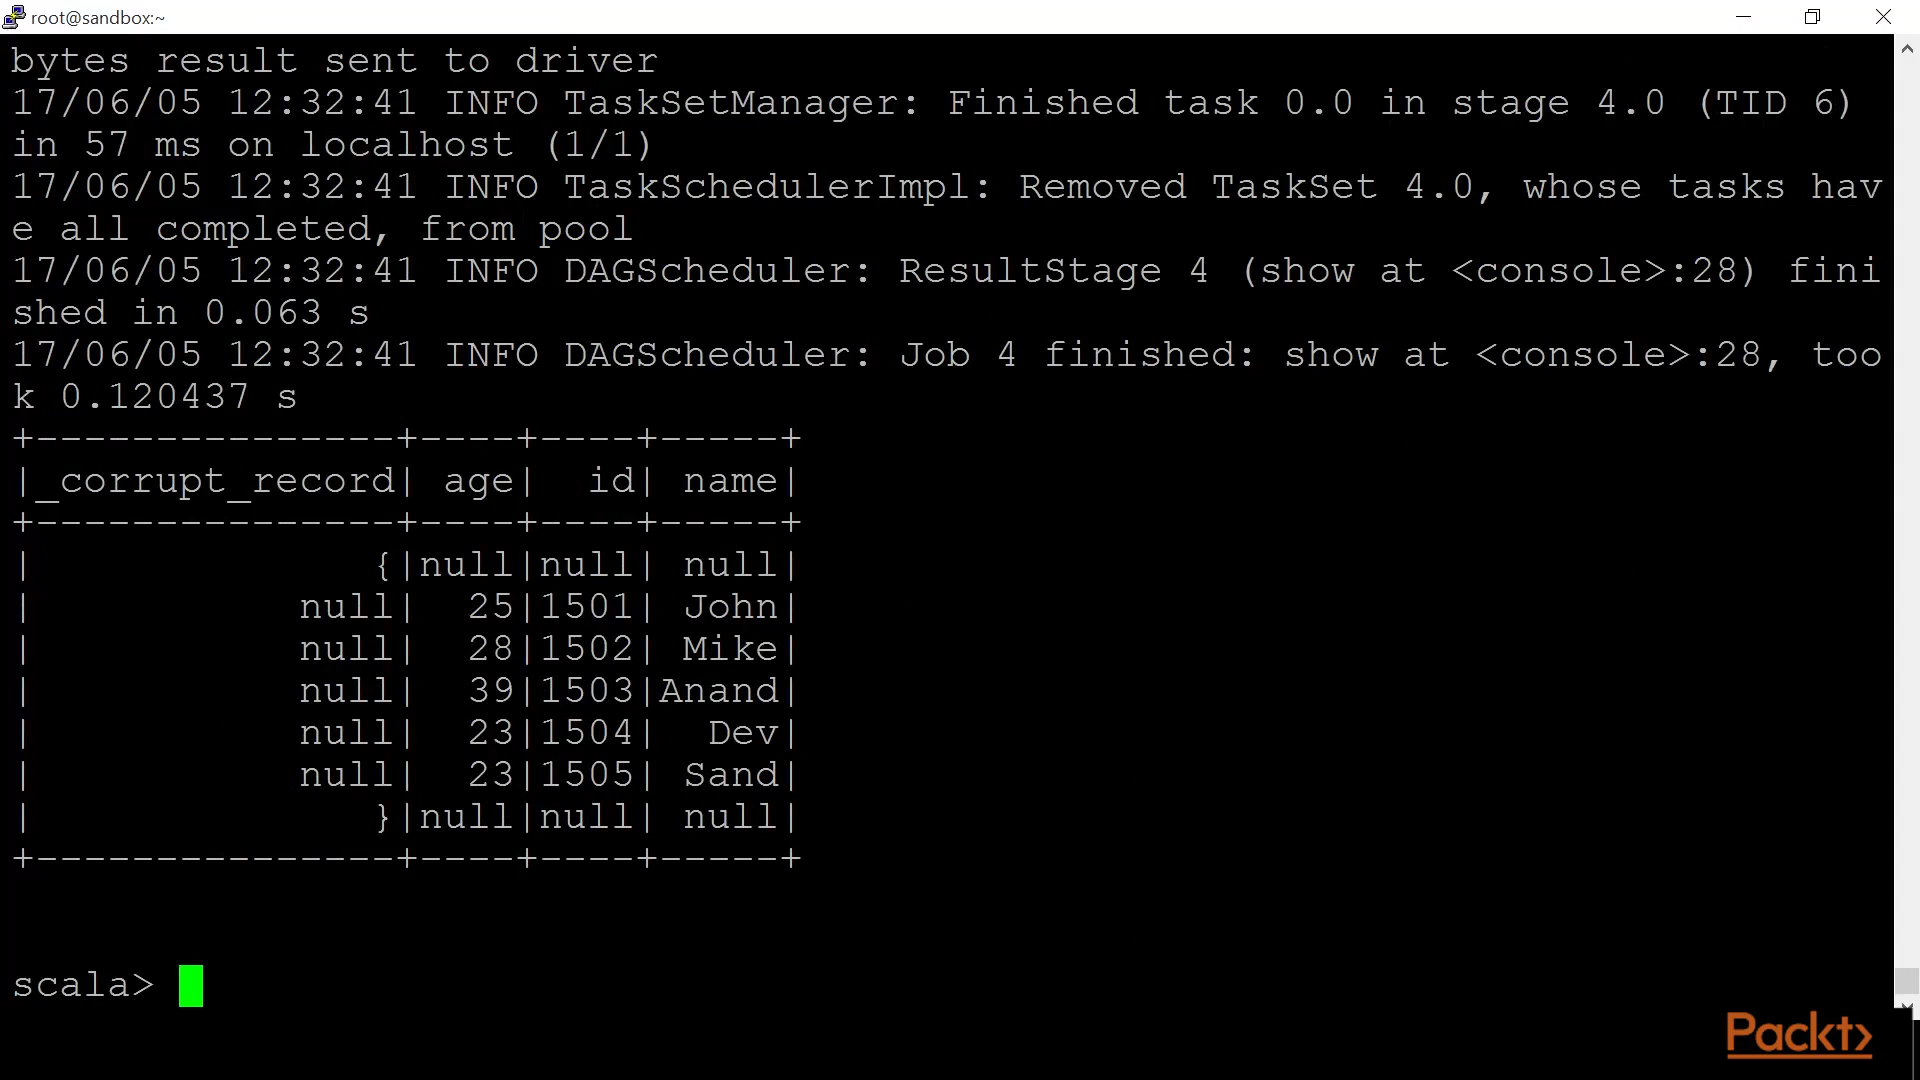 root@sandbox:~
bytes result sent to driver
17/06/05 12:32:41 INFO TaskSetManager: Finished task 0.0 in stage 4.0 (TID 6)
in 57 ms on localhost (1/1)
17/06/05 12:32:41 INFO TaskSchedulerImpl: Removed TaskSet 4.0, whose tasks hav
e all completed, from pool
17/06/05 12:32:41 INFO DAGScheduler: ResultStage 4 (show at <console>:28) fini
shed in 0.063 s
17/06/05 12:32:41 INFO DAGScheduler: Job 4 finished: show at <console>:28, too
k 0.120437 s
+---------------+----+----+-----+
|_corrupt_record| age|  id| name|
+---------------+----+----+-----+
|              {|null|null| null|
|           null|  25|1501| John|
|           null|  28|1502| Mike|
|           null|  39|1503|Anand|
|           null|  23|1504|  Dev|
|           null|  23|1505| Sand|
|              }|null|null| null|
+---------------+----+----+-----+
scala>
Packt>